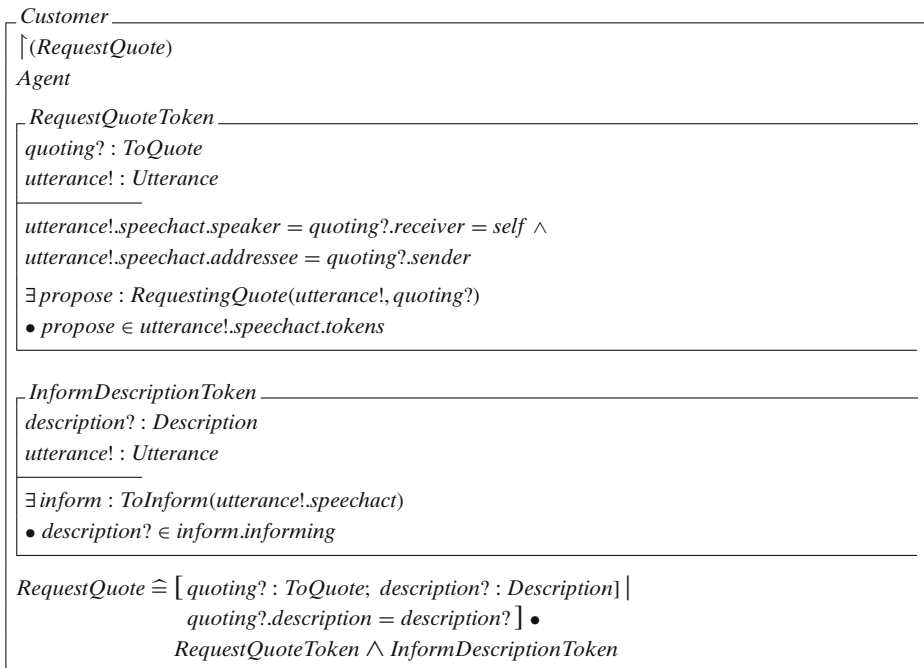 Customer
↾(RequestQuote)
Agent
RequestQuoteToken
quoting? : ToQuote
utterance! : Utterance
utterance!.speechact.speaker = quoting?.receiver = self ∧
utterance!.speechact.addressee = quoting?.sender
∃ propose : RequestingQuote(utterance!, quoting?)
• propose ∈ utterance!.speechact.tokens
InformDescriptionToken
description? : Description
utterance! : Utterance
∃ inform : ToInform(utterance!.speechact)
• description? ∈ inform.informing
RequestQuote ≙ [ quoting? : ToQuote; description? : Description] |
quoting?.description = description? ] •
RequestQuoteToken ∧ InformDescriptionToken